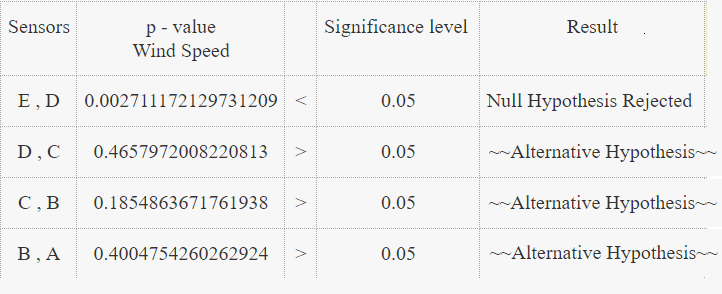 Sensors p - value Significance level Result .
Wind Speed
E , D 0.002711172129731209 < 0.05 Null Hypothesis Rejected
D , C 0.4657972008220813 > 0.05 ~~Alternative Hypothesis~~
C , B 0.1854863671761938 > 0.05 ~~Alternative Hypothesis~~
B , A 0.4004754260262924 > 0.05 ~~Alternative Hypothesis~~